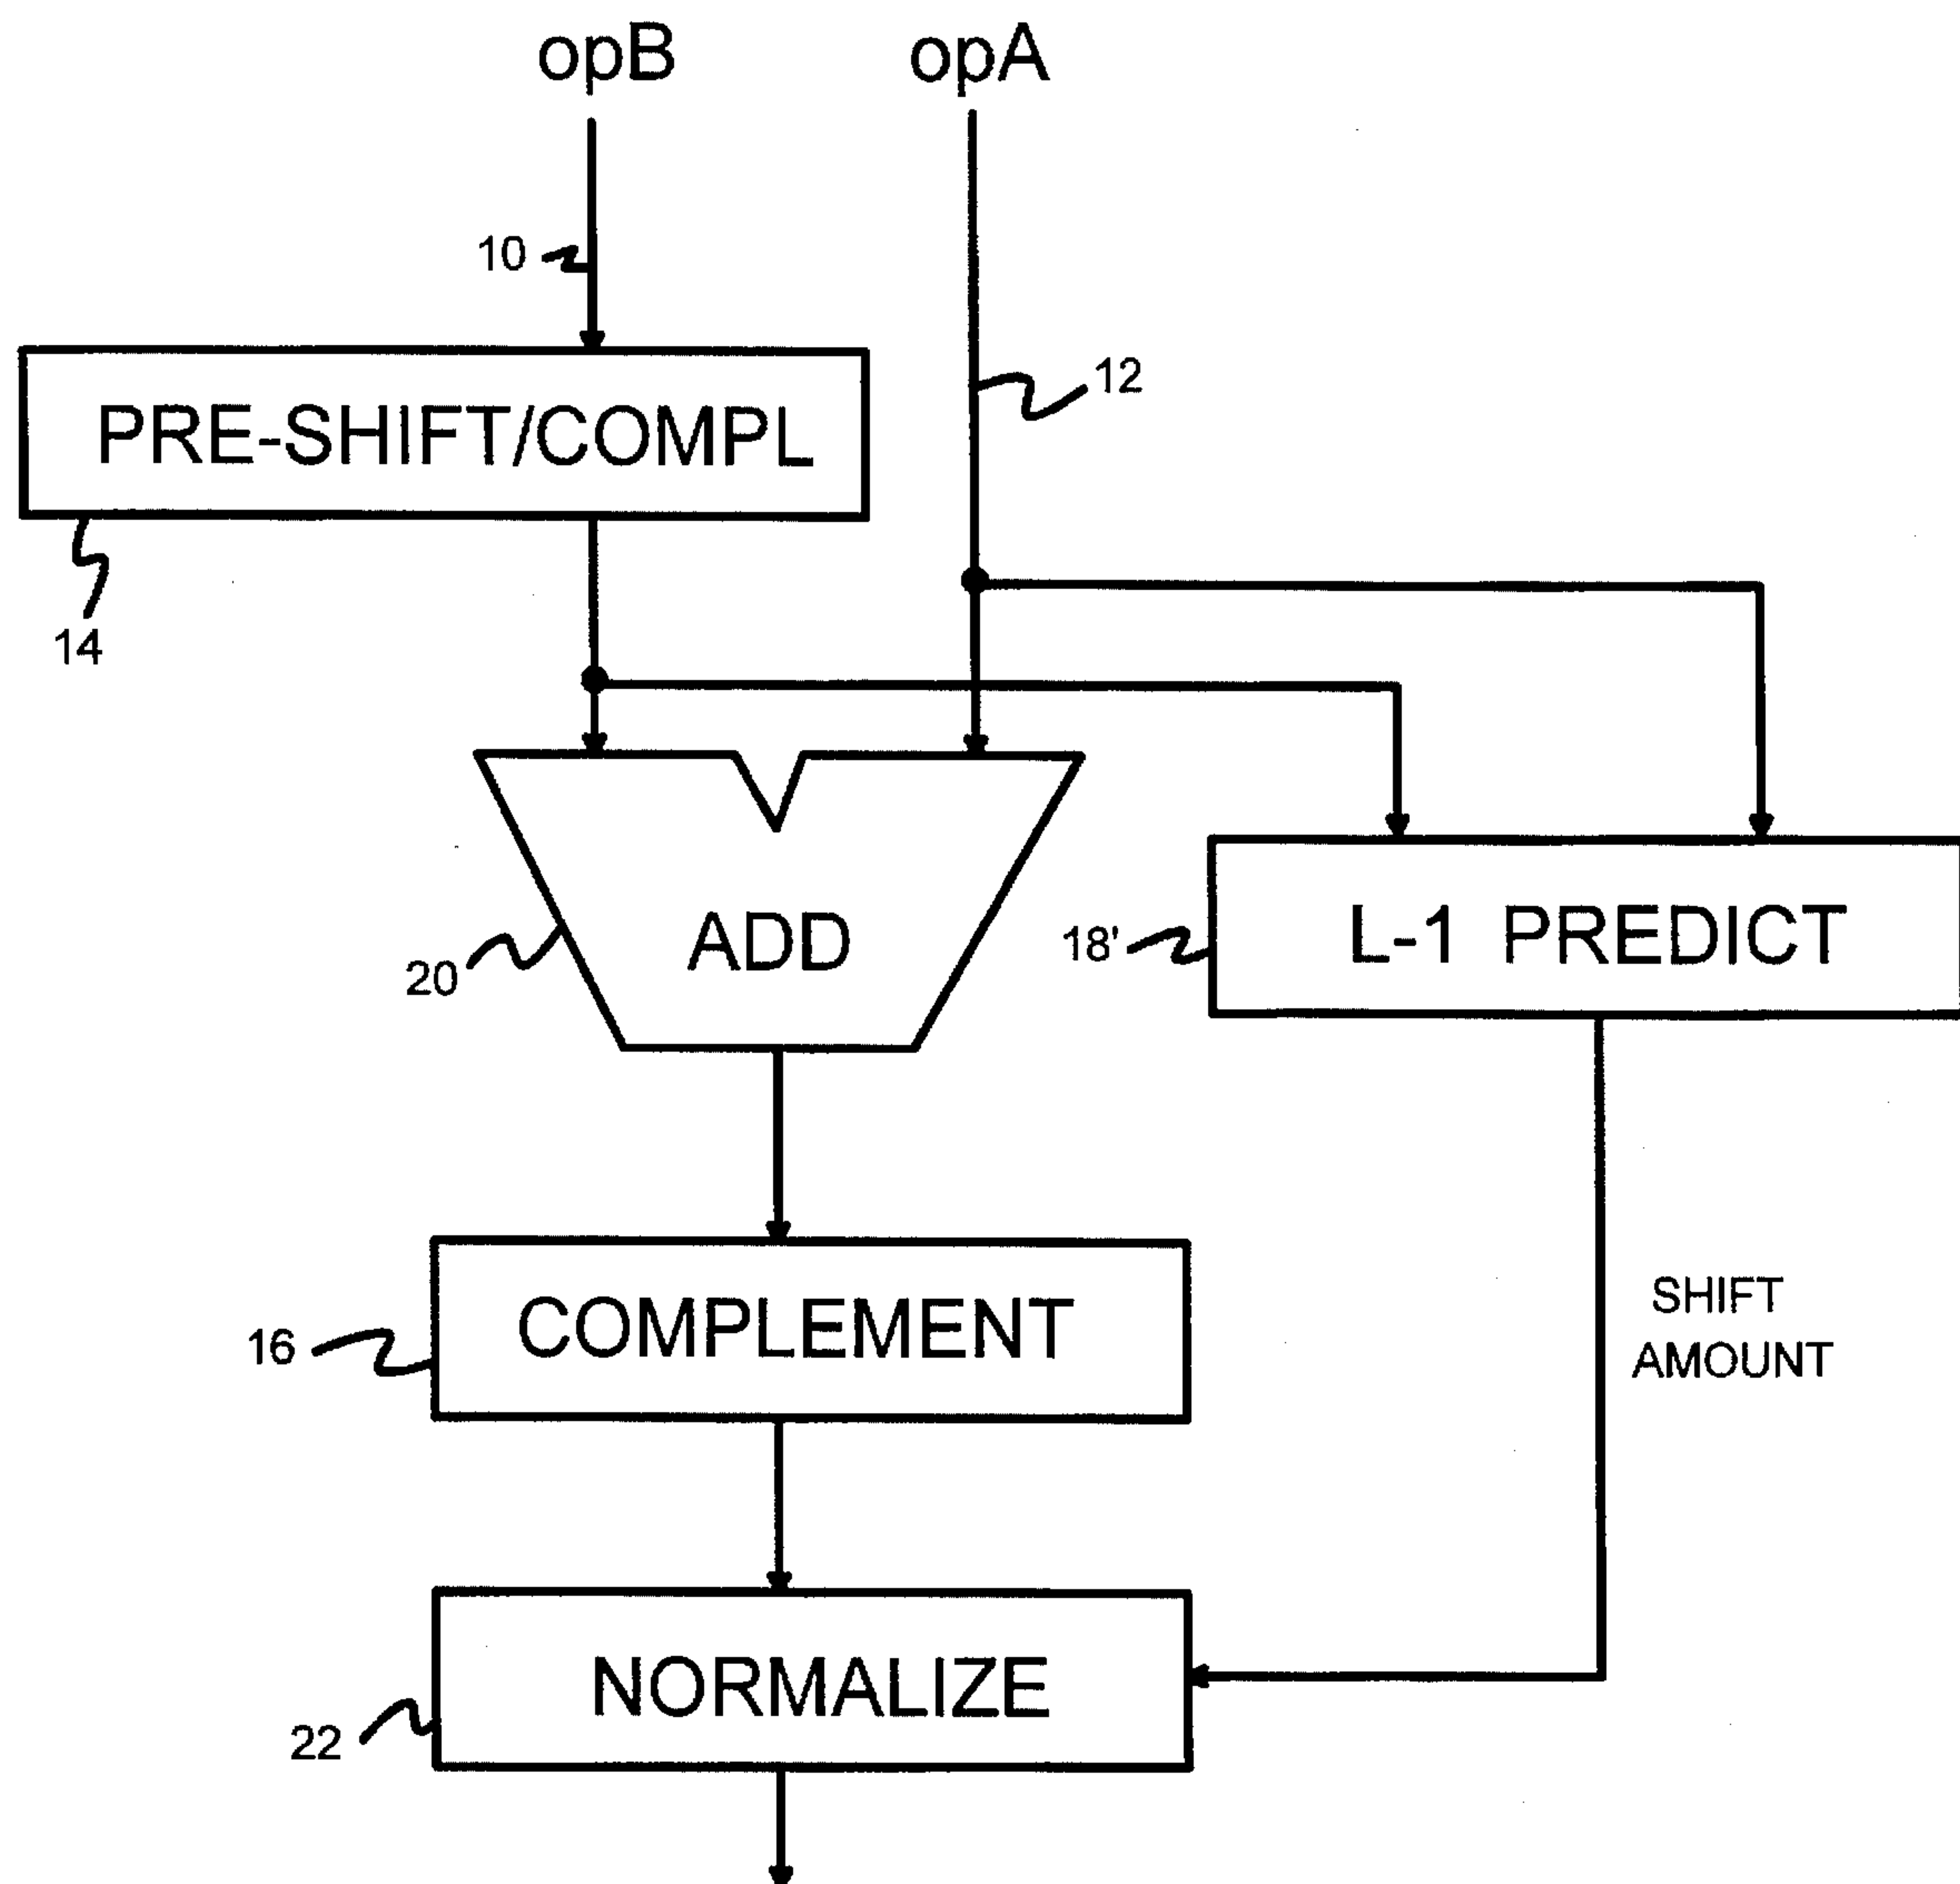 opB opA
10
12
PRE-SHIFT/COMPL
14
ADD
18'
L-1 PREDICT
20
COMPLEMENT
16
SHIFT
AMOUNT
NORMALIZE
22